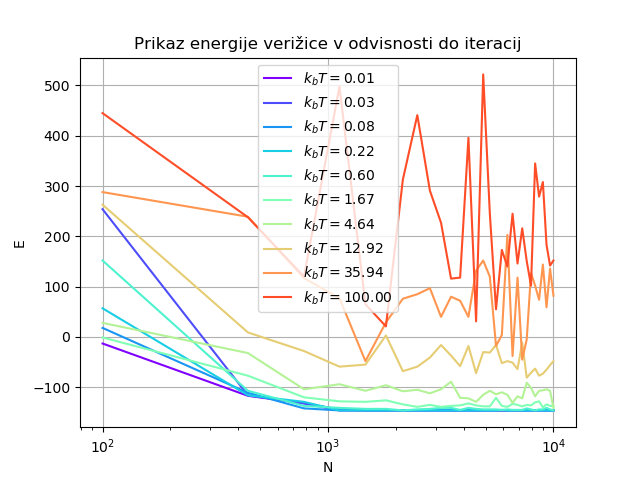 Prikaz energije verižice v odvisnosti do iteracij
500
400
300
200
100
0
−100
E
k_bT = 0.01
k_bT = 0.03
k_bT = 0.08
k_bT = 0.22
k_bT = 0.60
k_bT = 1.67
k_bT = 4.64
k_bT = 12.92
k_bT = 35.94
k_bT = 100.00
10^2
10^3
10^4
N